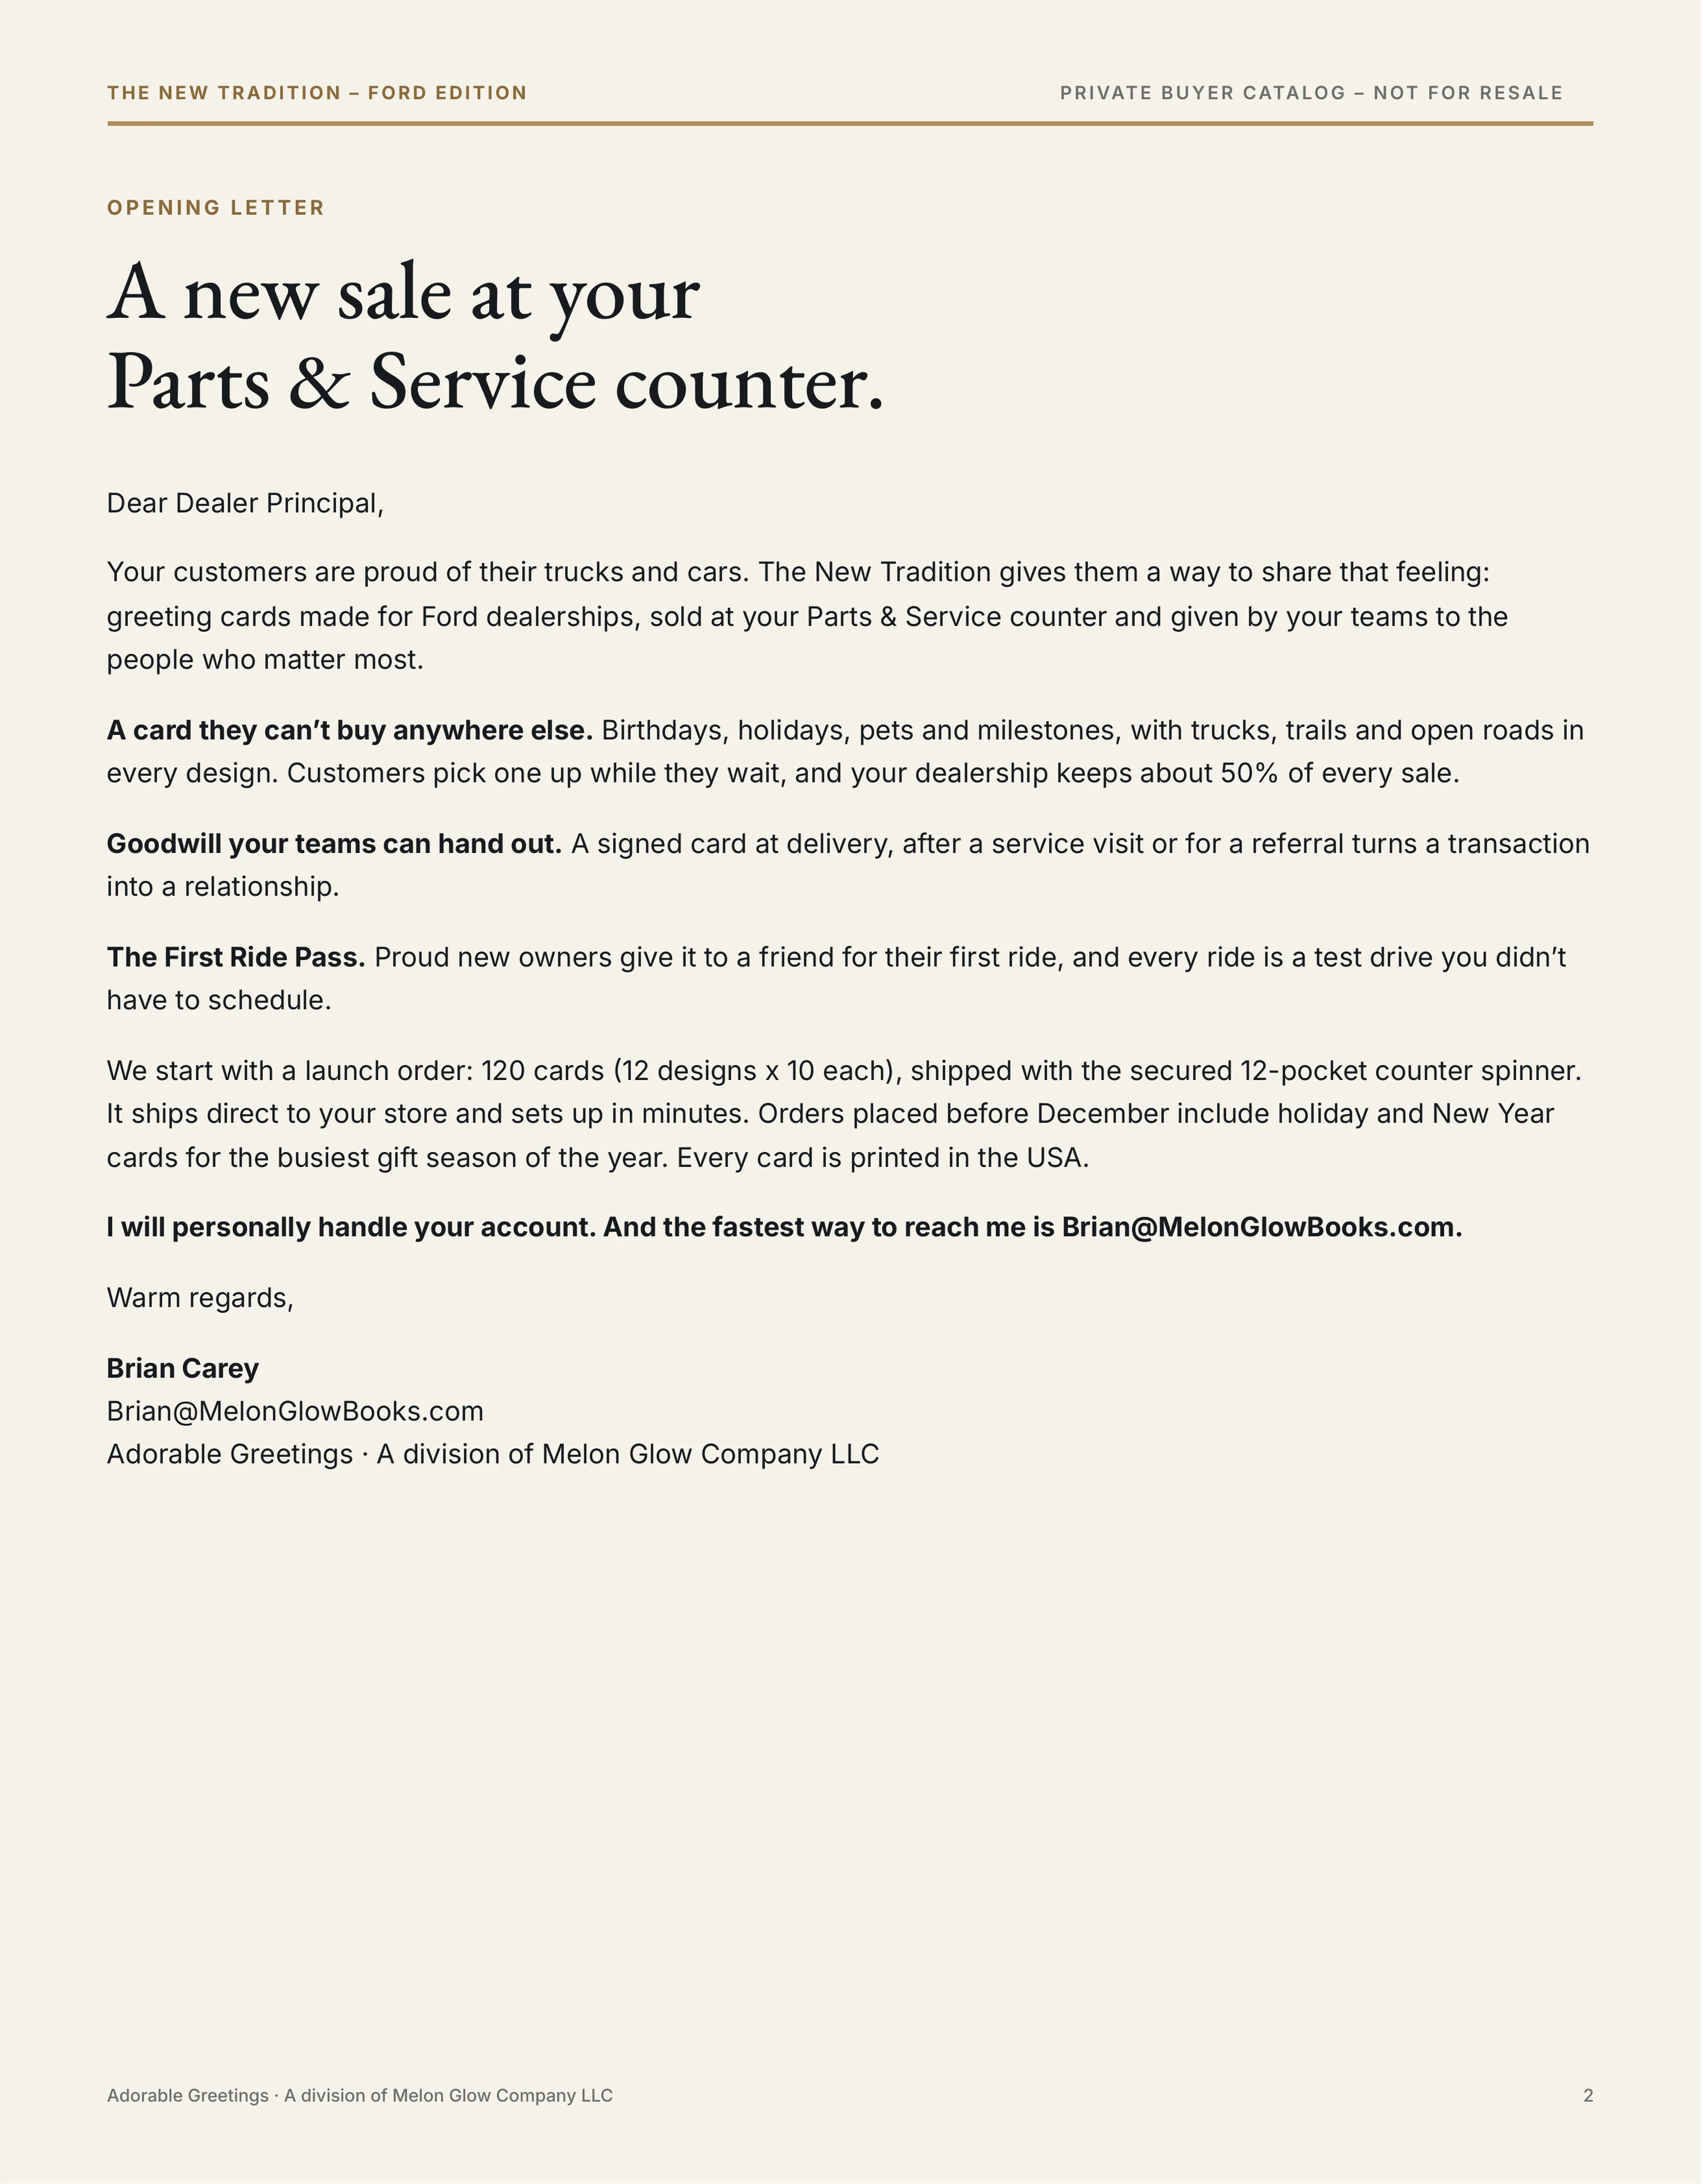 THE NEW TRADITION – FORD EDITION
PRIVATE BUYER CATALOG – NOT FOR RESALE
OPENING LETTER
A new sale at your
Parts & Service counter.
Dear Dealer Principal,
Your customers are proud of their trucks and cars. The New Tradition gives them a way to share that feeling:
greeting cards made for Ford dealerships, sold at your Parts & Service counter and given by your teams to the
people who matter most.
A card they can’t buy anywhere else. Birthdays, holidays, pets and milestones, with trucks, trails and open roads in
every design. Customers pick one up while they wait, and your dealership keeps about 50% of every sale.
Goodwill your teams can hand out. A signed card at delivery, after a service visit or for a referral turns a transaction
into a relationship.
The First Ride Pass. Proud new owners give it to a friend for their first ride, and every ride is a test drive you didn’t
have to schedule.
We start with a launch order: 120 cards (12 designs x 10 each), shipped with the secured 12-pocket counter spinner.
It ships direct to your store and sets up in minutes. Orders placed before December include holiday and New Year
cards for the busiest gift season of the year. Every card is printed in the USA.
I will personally handle your account. And the fastest way to reach me is Brian@MelonGlowBooks.com.
Warm regards,
Brian Carey
Brian@MelonGlowBooks.com
Adorable Greetings · A division of Melon Glow Company LLC
Adorable Greetings · A division of Melon Glow Company LLC
2